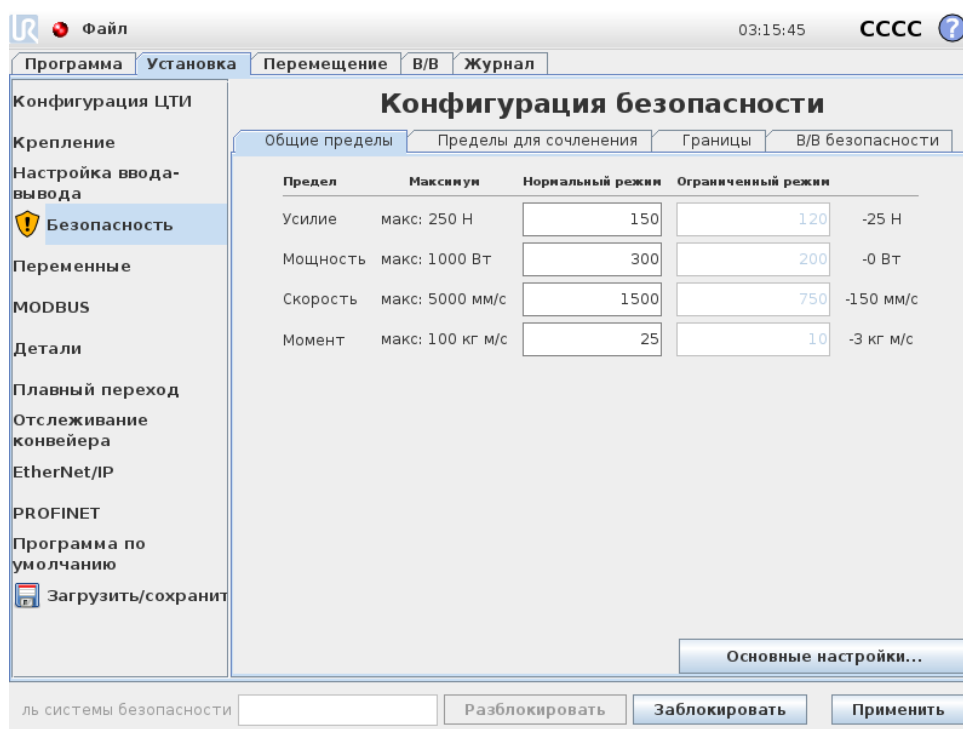 UR Файл 03:15:45 CCCC ?
Программа Установка Перемещение В/В Журнал
Конфигурация ЦТИ
Крепление
Настройка ввода-
вывода
Безопасность
Переменные
MODBUS
Детали
Плавный переход
Отслеживание
конвейера
EtherNet/IP
PROFINET
Программа по
умолчанию
Загрузить/сохранит
Конфигурация безопасности
Общие пределы Пределы для сочленения Границы В/В безопасности
Предел Максимум Нормальный режим Ограниченный режим
Усилие макс: 250 Н 150 120 -25 Н
Мощность макс: 1000 Вт 300 200 -0 Вт
Скорость макс: 5000 мм/с 1500 750 -150 мм/с
Момент макс: 100 кг м/с 25 10 -3 кг м/с
Основные настройки...
ль системы безопасности Разблокировать Заблокировать Применить